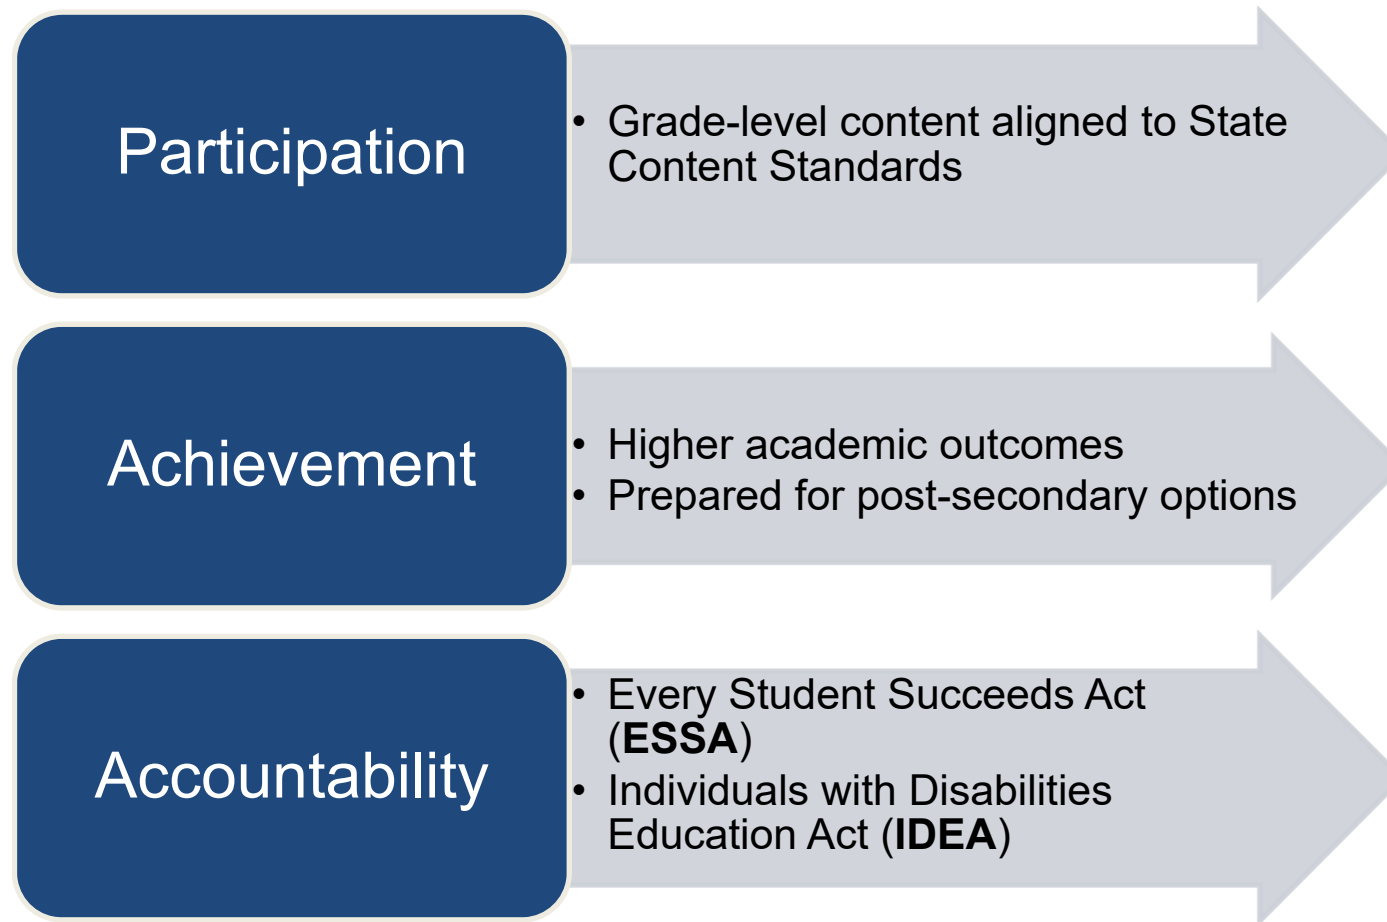 Participation
• Grade-level content aligned to State
Content Standards
Achievement
• Higher academic outcomes
• Prepared for post-secondary options
Accountability
• Every Student Succeeds Act
(ESSA)
• Individuals with Disabilities
Education Act (IDEA)